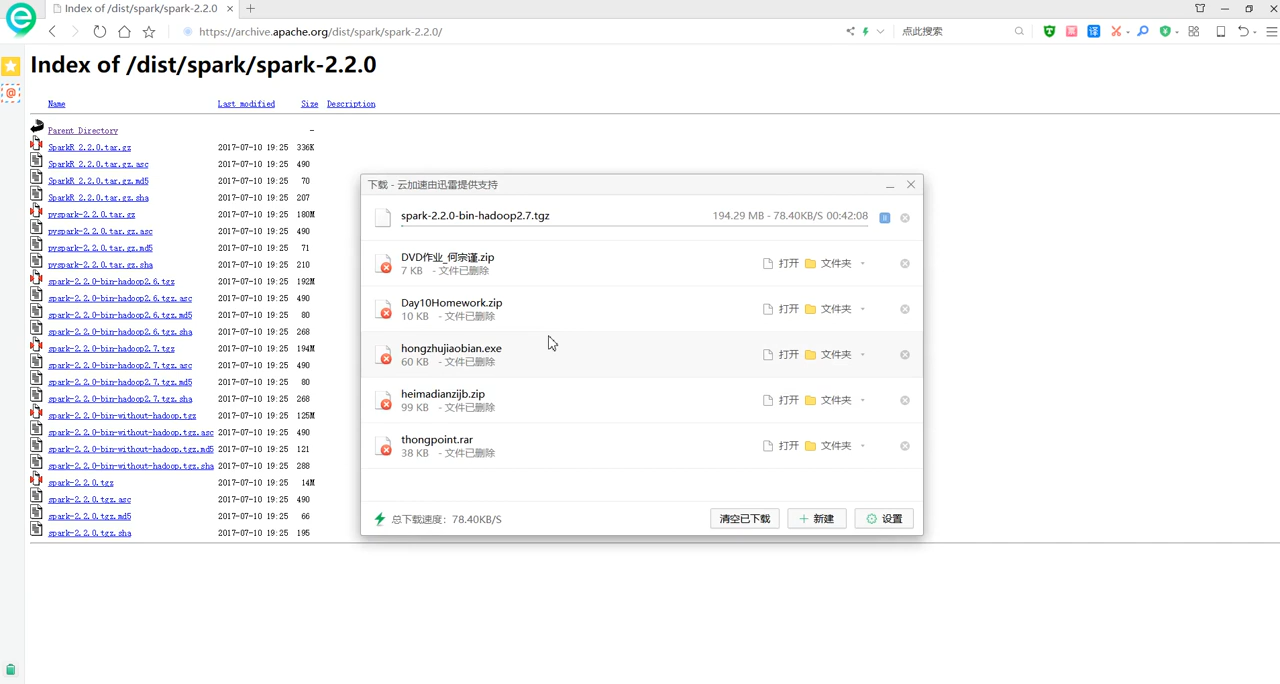 Index of /dist/spark/spark-2.2.0
https://archive.apache.org/dist/spark/spark-2.2.0/
点此搜索
译
Index of /dist/spark/spark-2.2.0
Name Last modified Size Description
Parent Directory -
SparkR_2.2.0.tar.gz 2017-07-10 19:25 336K
SparkR_2.2.0.tar.gz.asc 2017-07-10 19:25 490
SparkR_2.2.0.tar.gz.md5 2017-07-10 19:25 70
SparkR_2.2.0.tar.gz.sha 2017-07-10 19:25 207
pyspark-2.2.0.tar.gz 2017-07-10 19:25 180M
pyspark-2.2.0.tar.gz.asc 2017-07-10 19:25 490
pyspark-2.2.0.tar.gz.md5 2017-07-10 19:25 71
pyspark-2.2.0.tar.gz.sha 2017-07-10 19:25 210
spark-2.2.0-bin-hadoop2.6.tgz 2017-07-10 19:25 192M
spark-2.2.0-bin-hadoop2.6.tgz.asc 2017-07-10 19:25 490
spark-2.2.0-bin-hadoop2.6.tgz.md5 2017-07-10 19:25 80
spark-2.2.0-bin-hadoop2.6.tgz.sha 2017-07-10 19:25 268
spark-2.2.0-bin-hadoop2.7.tgz 2017-07-10 19:25 194M
spark-2.2.0-bin-hadoop2.7.tgz.asc 2017-07-10 19:25 490
spark-2.2.0-bin-hadoop2.7.tgz.md5 2017-07-10 19:25 80
spark-2.2.0-bin-hadoop2.7.tgz.sha 2017-07-10 19:25 268
spark-2.2.0-bin-without-hadoop.tgz 2017-07-10 19:25 125M
spark-2.2.0-bin-without-hadoop.tgz.asc 2017-07-10 19:25 490
spark-2.2.0-bin-without-hadoop.tgz.md5 2017-07-10 19:25 121
spark-2.2.0-bin-without-hadoop.tgz.sha 2017-07-10 19:25 288
spark-2.2.0.tgz 2017-07-10 19:25 14M
spark-2.2.0.tgz.asc 2017-07-10 19:25 490
spark-2.2.0.tgz.md5 2017-07-10 19:25 66
spark-2.2.0.tgz.sha 2017-07-10 19:25 195
下载 - 云加速由迅雷提供支持
spark-2.2.0-bin-hadoop2.7.tgz 194.29 MB - 78.40KB/S 00:42:08
DVD作业_何宗谨.zip
7 KB - 文件已删除 打开 文件夹
Day10Homework.zip
10 KB - 文件已删除 打开 文件夹
hongzhujiaobian.exe
60 KB - 文件已删除 打开 文件夹
heimadianzijb.zip
99 KB - 文件已删除 打开 文件夹
thongpoint.rar
38 KB - 文件已删除 打开 文件夹
总下载速度：78.40KB/S 清空已下载 新建 设置